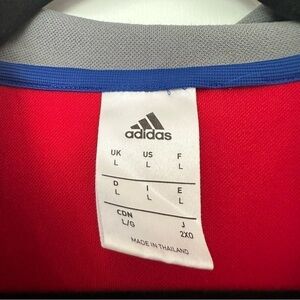 adidas
UK US F
L L L
D I E
L L L
CDN J
L/G 2XO
MADE IN THAILAND